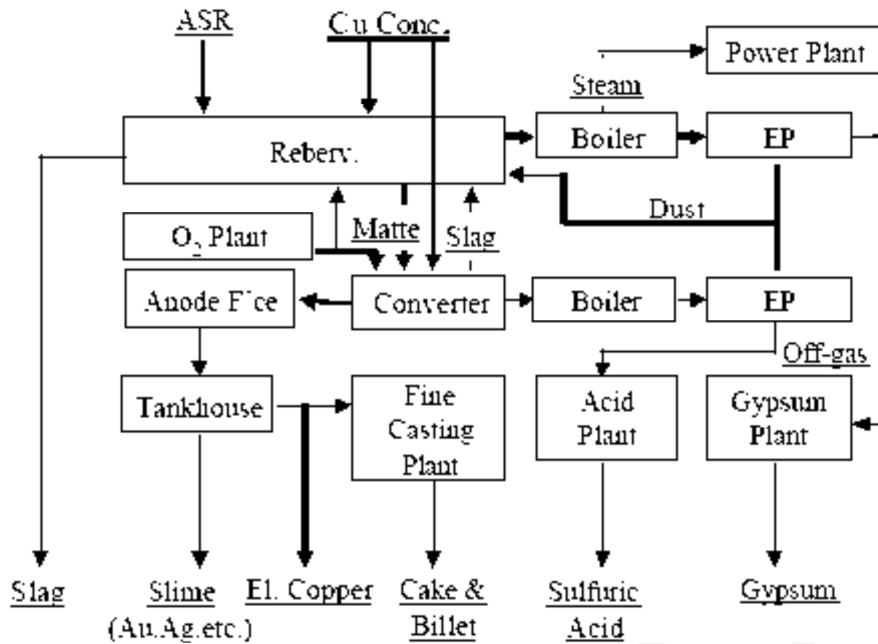 ASR
Cu Conc.
Power Plant
Steam
Reberv.
Boiler
EP
Dust
O₂ Plant
Matte
Slag
Anode F'ce
Converter
Boiler
EP
Off-gas
Tankhouse
Fine
Casting
Plant
Acid
Plant
Gypsum
Plant
Slag
Slime
(Au.Ag.etc.)
El. Copper
Cake &
Billet
Sulfuric
Acid
Gypsum